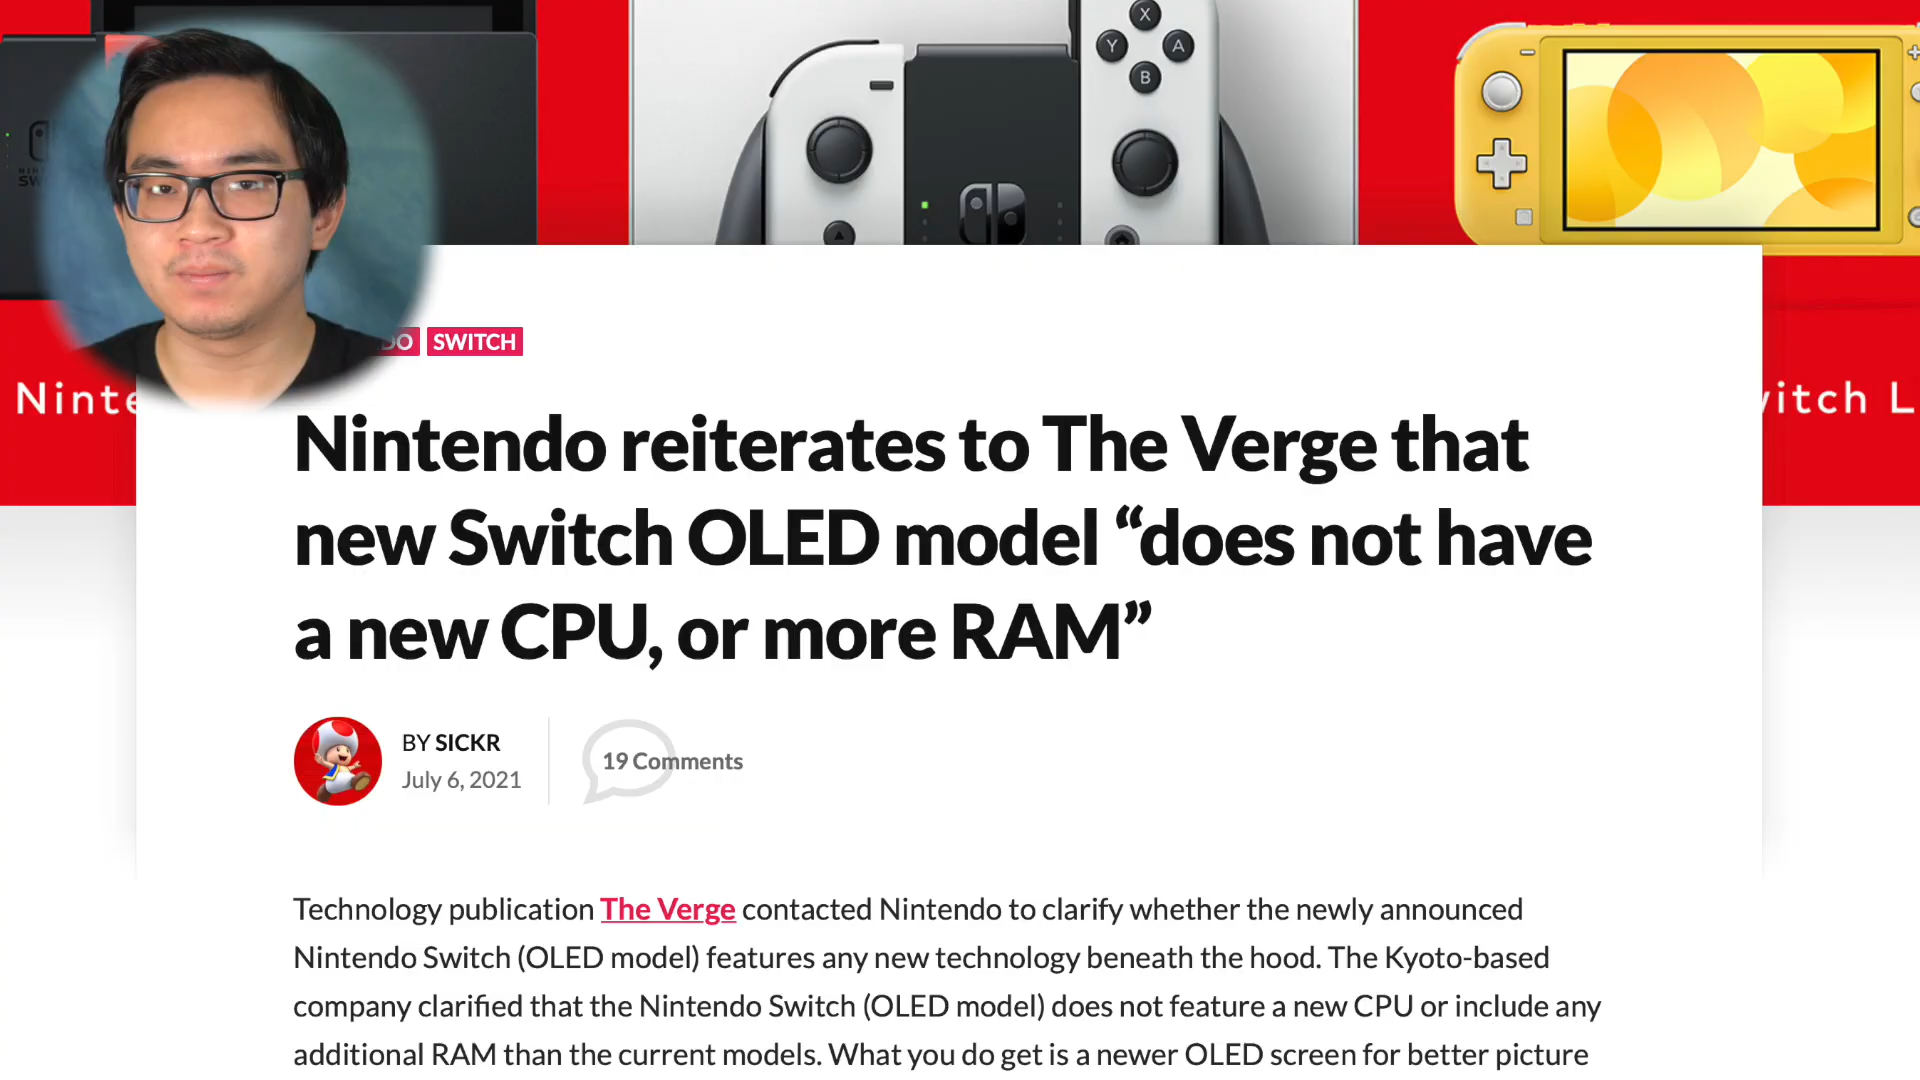 X
Y
A
B
Ninte
itch L
DO
SWITCH
Nintendo reiterates to The Verge that
new Switch OLED model “does not have
a new CPU, or more RAM”
BY SICKR
July 6, 2021
19 Comments
Technology publication The Verge contacted Nintendo to clarify whether the newly announced
Nintendo Switch (OLED model) features any new technology beneath the hood. The Kyoto-based
company clarified that the Nintendo Switch (OLED model) does not feature a new CPU or include any
additional RAM than the current models. What you do get is a newer OLED screen for better picture